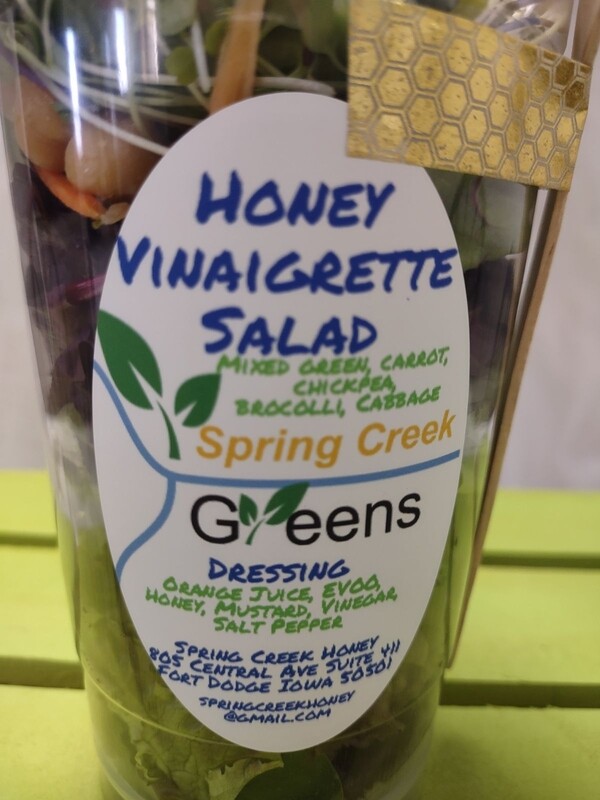 Honey
Vinaigrette
Salad
Mixed Green, Carrot,
Chickpea,
Brocolli, Cabbage
Spring Creek
Greens
Dressing
Orange Juice, EVOO,
Honey, Mustard, Vinegar,
Salt Pepper
Spring Creek Honey
805 Central Ave Suite 411
Fort Dodge Iowa 50501
springcreekhoney
@gmail.com